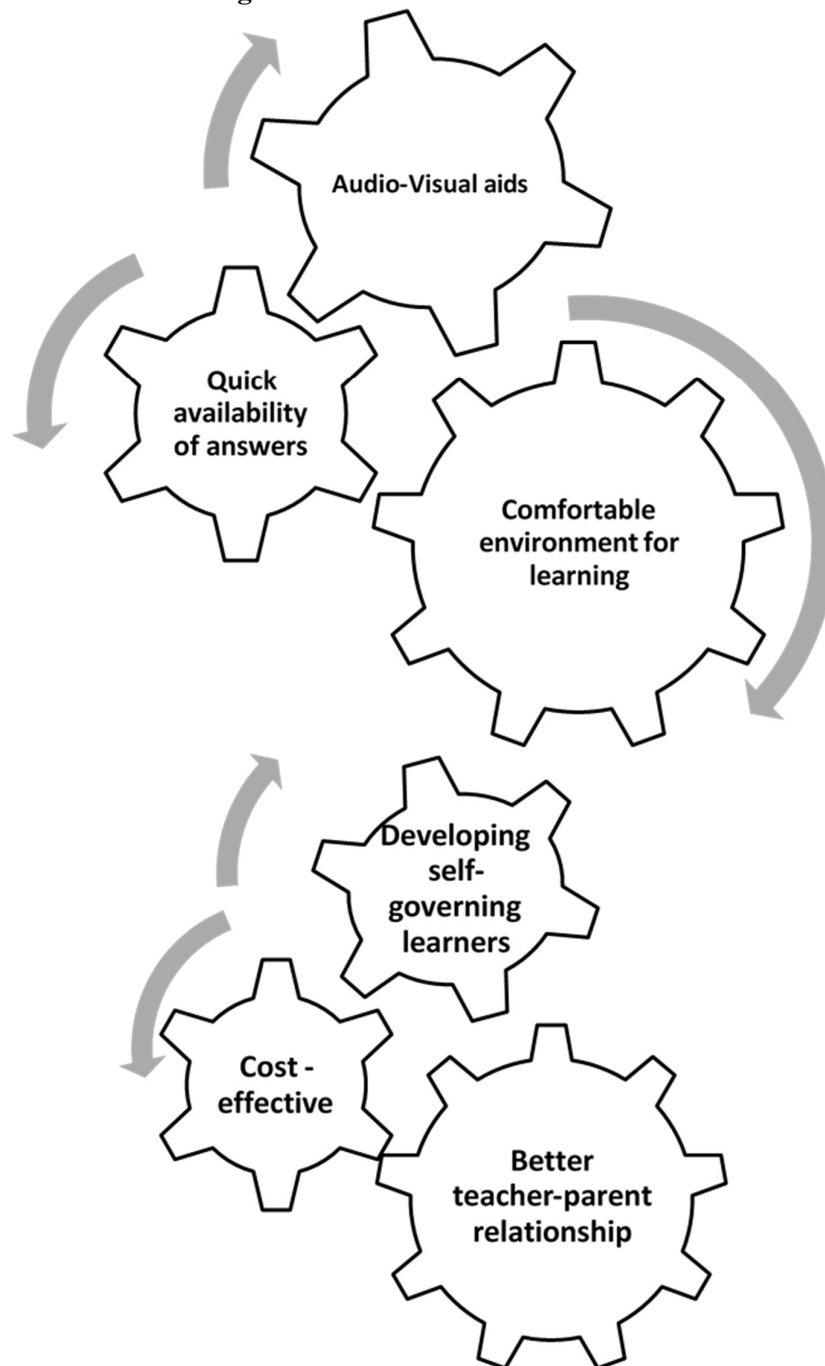 Audio-Visual aids
Quick
availability
of answers
Comfortable
environment for
learning
Developing
self-
governing
learners
Cost -
effective
Better
teacher-parent
relationship